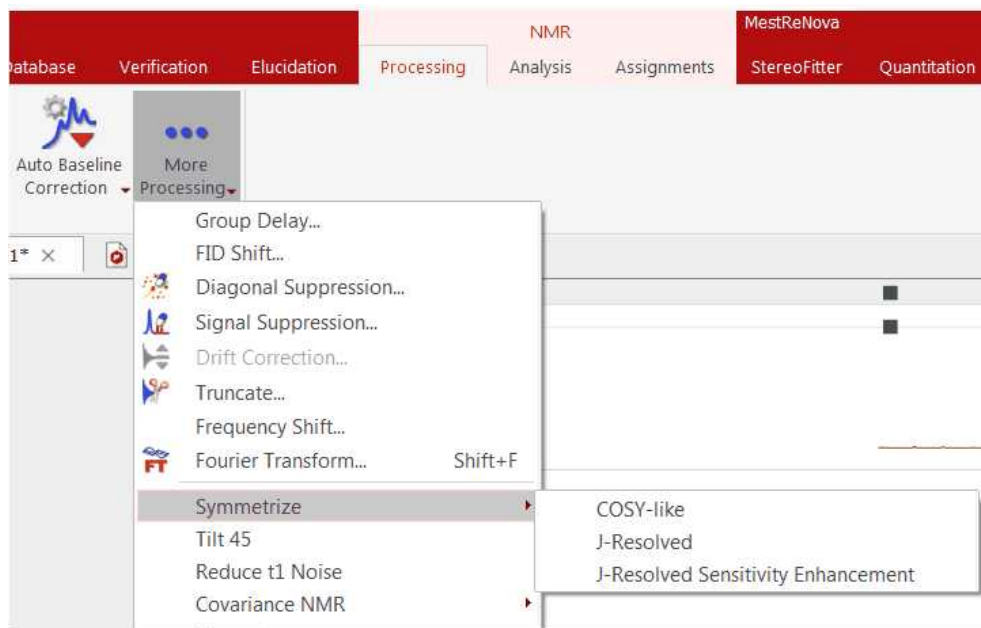 NMR
MestReNova
Database Verification Elucidation Processing Analysis Assignments StereoFitter Quantitation
Auto Baseline Correction
More Processing
1*
Group Delay...
FID Shift...
Diagonal Suppression...
Signal Suppression...
Drift Correction...
Truncate...
Frequency Shift...
FT Fourier Transform... Shift+F
Symmetrize
COSY-like
Tilt 45
J-Resolved
Reduce t1 Noise
J-Resolved Sensitivity Enhancement
Covariance NMR